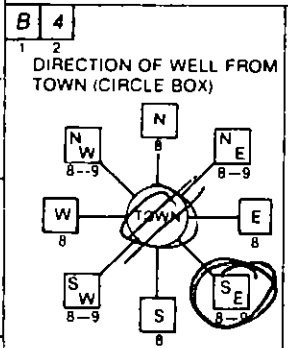 B 4
1 2
DIRECTION OF WELL FROM
TOWN (CIRCLE BOX)
N
8
N W
8--9
N E
8-9
W
8
TOWN
E
8
S W
8-9
S
8
S E
8-9